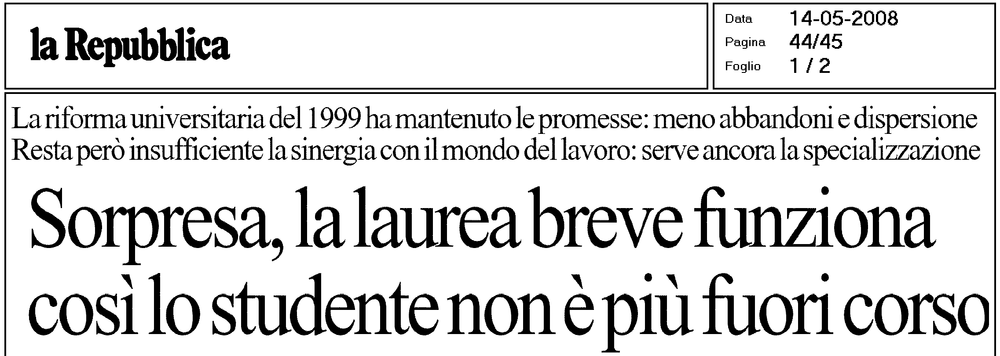 la Repubblica
Data 14-05-2008
Pagina 44/45
Foglio 1 / 2
La riforma universitaria del 1999 ha mantenuto le promesse: meno abbandoni e dispersione
Resta però insufficiente la sinergia con il mondo del lavoro: serve ancora la specializzazione
Sorpresa, la laurea breve funziona
così lo studente non è più fuori corso